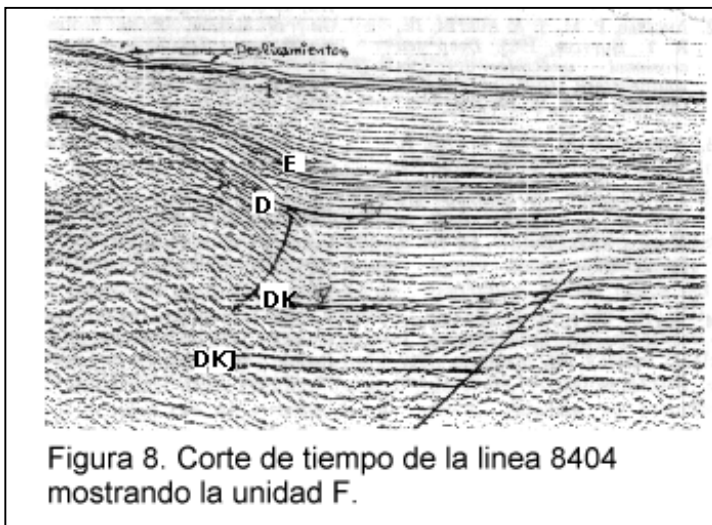 Deslizamientos
E
D
DK
DKJ
Figura 8. Corte de tiempo de la linea 8404
mostrando la unidad F.